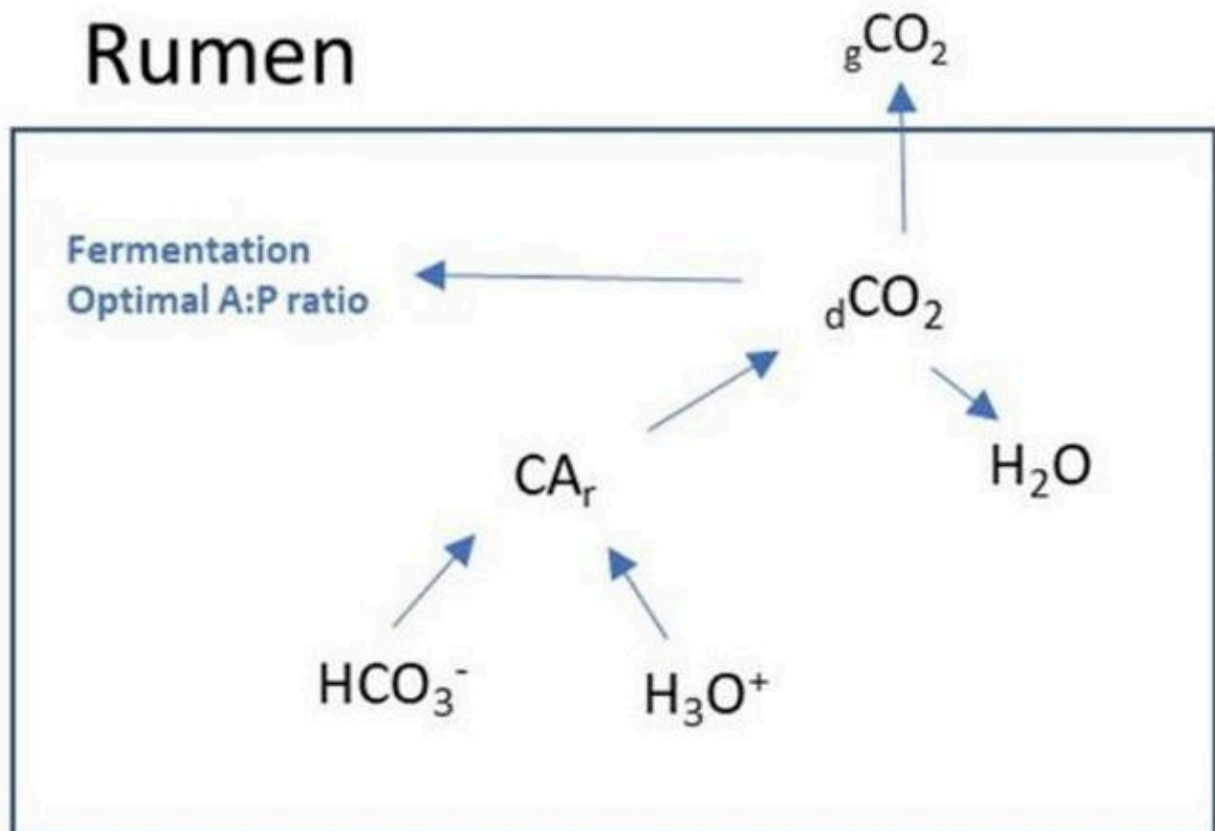 Rumen
gCO₂
Fermentation
Optimal A:P ratio
dCO₂
CAr
H₂O
HCO₃⁻
H₃O⁺